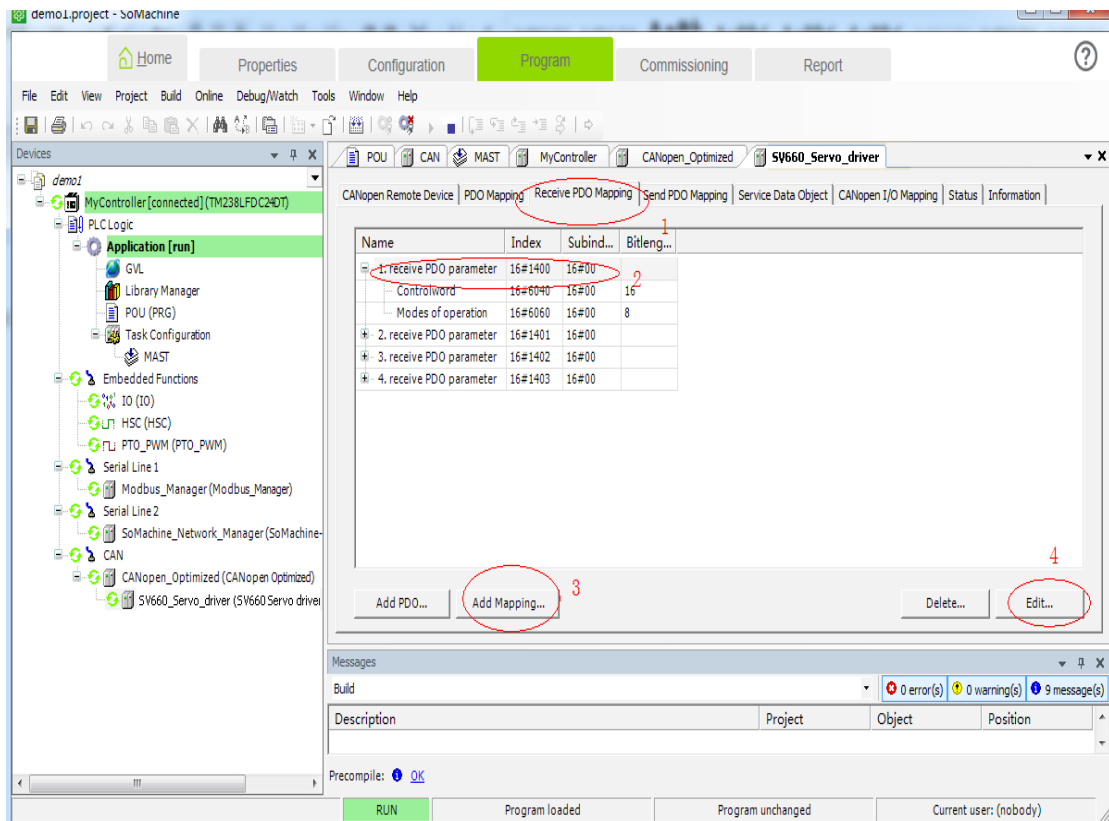 demo1.project - SoMachine
Home Properties Configuration Program Commissioning Report
File Edit View Project Build Online Debug/Watch Tools Window Help
Devices
POU CAN MAST MyController CANopen_Optimized SV660_Servo_driver
demo1
MyController [connected] (TM238LFDC24DT)
PLC Logic
Application [run]
GVL
Library Manager
POU (PRG)
Task Configuration
MAST
Embedded Functions
IO (IO)
HSC (HSC)
PTO_PWM (PTO_PWM)
Serial Line 1
Modbus_Manager (Modbus_Manager)
Serial Line 2
SoMachine_Network_Manager (SoMachine-
CAN
CANopen_Optimized (CANopen Optimized)
SV660_Servo_driver (SV660 Servo driver
CANopen Remote Device PDO Mapping Receive PDO Mapping Send PDO Mapping Service Data Object CANopen I/O Mapping Status Information
1
Name Index Subind... Bitleng...
1. receive PDO parameter 16#1400 16#00
2
Controlword 16#6040 16#00 16
Modes of operation 16#6060 16#00 8
2. receive PDO parameter 16#1401 16#00
3. receive PDO parameter 16#1402 16#00
4. receive PDO parameter 16#1403 16#00
3
4
Add PDO... Add Mapping... Delete... Edit...
Messages
Build 0 error(s) 0 warning(s) 9 message(s)
Description Project Object Position
Precompile: OK
RUN Program loaded Program unchanged Current user: (nobody)